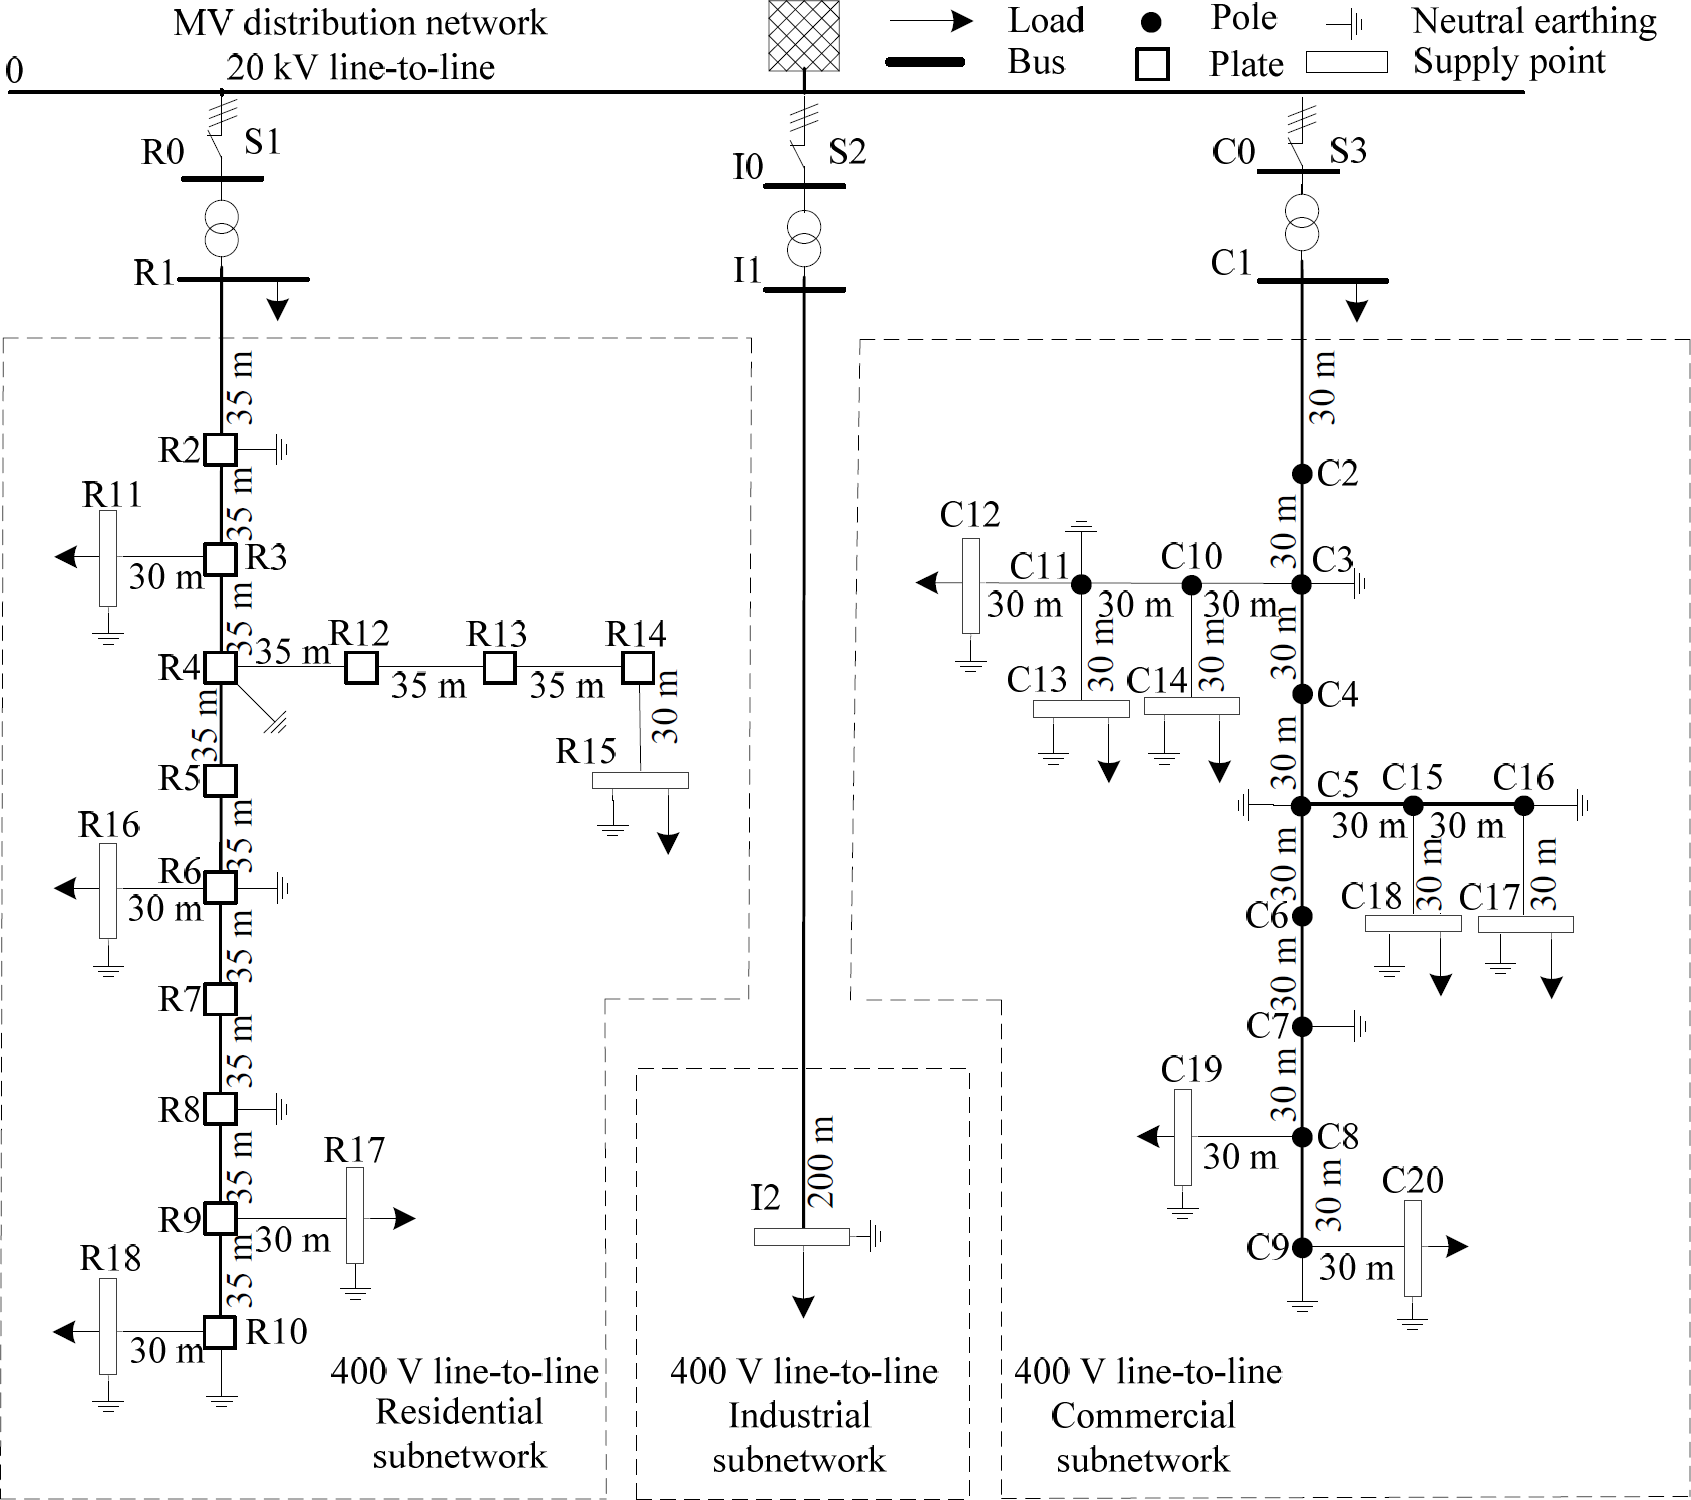 MV distribution network
20 kV line-to-line
0
Load
Bus
Pole
Plate
Neutral earthing
Supply point
R0
S1
R1
35 m
R2
35 m
R11
30 m
R3
35 m
R4
35 m
R12
35 m
R13
35 m
R14
30 m
R15
35 m
R5
35 m
R16
30 m
R6
35 m
R7
35 m
R8
35 m
R17
R9
30 m
35 m
R18
30 m
R10
400 V line-to-line
Residential
subnetwork
I0
S2
I1
200 m
I2
400 V line-to-line
Industrial
subnetwork
C0
S3
C1
30 m
C2
30 m
C3
C12
30 m
C11
30 m
C10
30 m
C13
30 m
C14
30 m
30 m
C4
30 m
C5
30 m
C15
30 m
C16
C18
30 m
C17
30 m
30 m
C6
30 m
C7
30 m
C19
30 m
C8
30 m
C20
C9
30 m
400 V line-to-line
Commercial
subnetwork